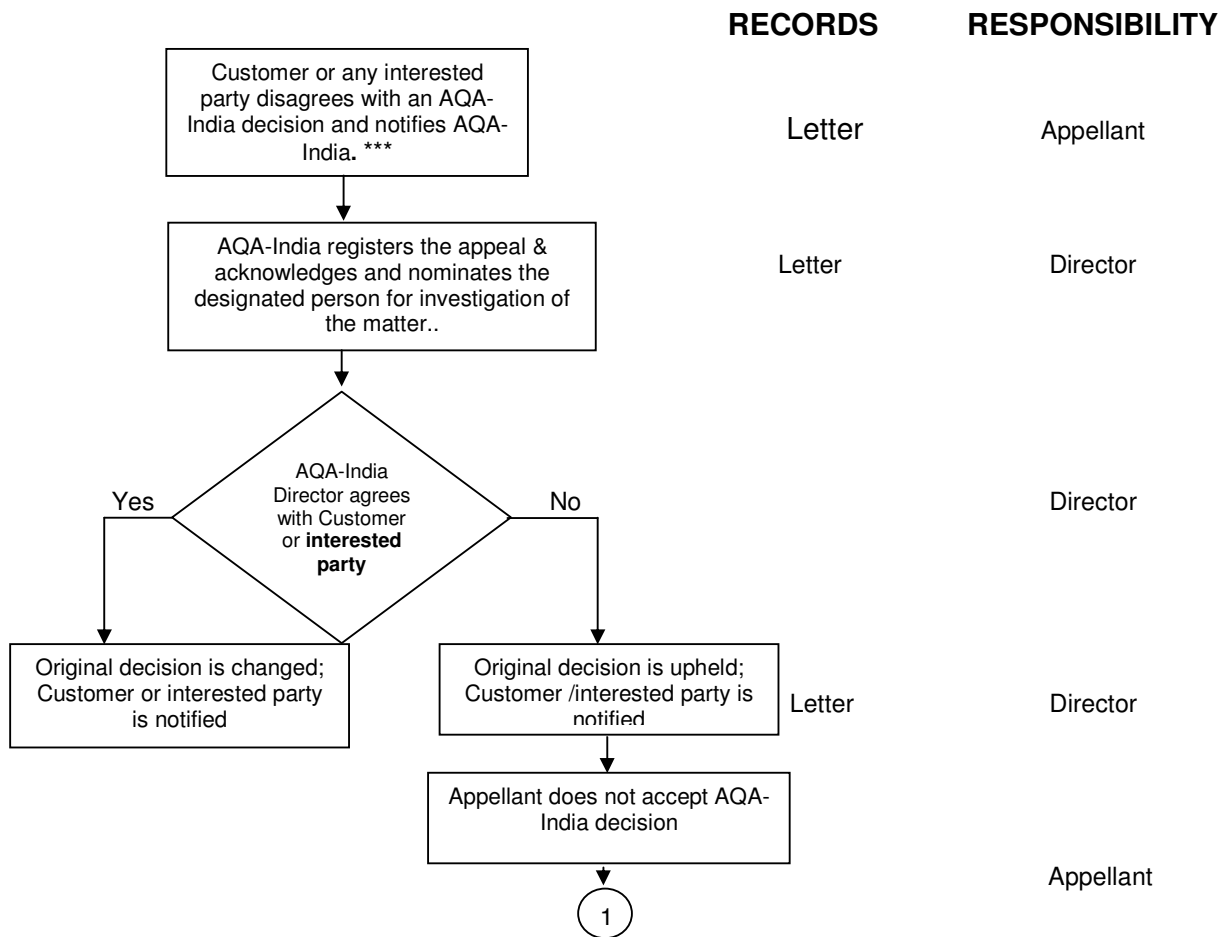 RECORDS RESPONSIBILITY
Customer or any interested
party disagrees with an AQA-
India decision and notifies AQA-
India. ***
Letter Appellant
AQA-India registers the appeal &
acknowledges and nominates the
designated person for investigation of
the matter..
Letter Director
AQA-India
Director agrees
with Customer
or interested
party
Yes No
Director
Original decision is changed;
Customer or interested party
is notified
Original decision is upheld;
Customer /interested party is
notified
Letter Director
Appellant does not accept AQA-
India decision
Appellant
1